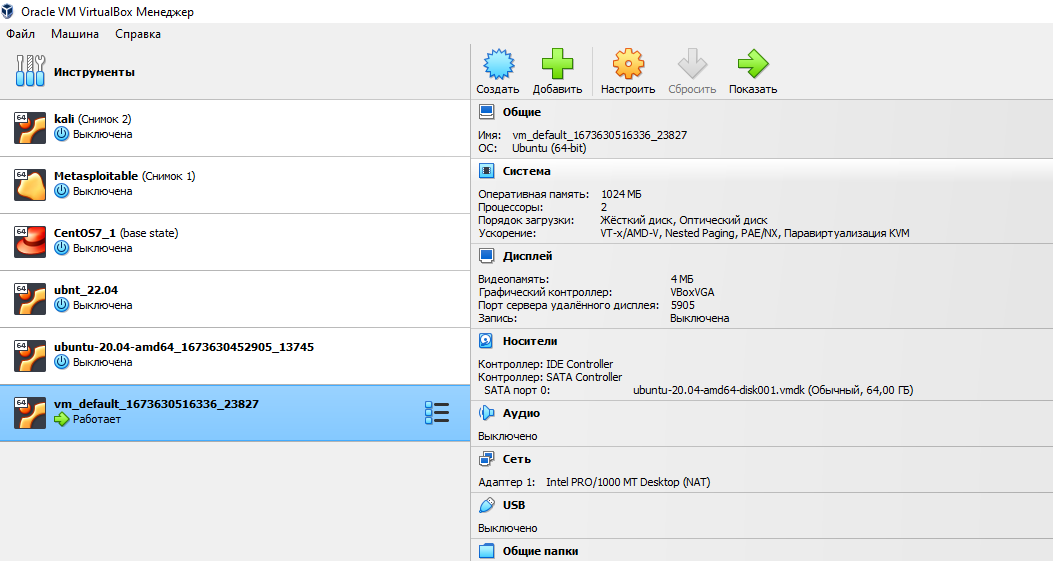 Oracle VM VirtualBox Менеджер
Файл Машина Справка
Инструменты
64
kali (Снимок 2)
Выключена
64
Metasploitable (Снимок 1)
Выключена
64
CentOS7_1 (base state)
Выключена
64
ubnt_22.04
Выключена
64
ubuntu-20.04-amd64_1673630452905_13745
Выключена
64
vm_default_1673630516336_23827
Работает
Создать Добавить Настроить Сбросить Показать
Общие
Имя: vm_default_1673630516336_23827
ОС: Ubuntu (64-bit)
Система
Оперативная память: 1024 МБ
Процессоры: 2
Порядок загрузки: Жёсткий диск, Оптический диск
Ускорение: VT-x/AMD-V, Nested Paging, PAE/NX, Паравиртуализация KVM
Дисплей
Видеопамять: 4 МБ
Графический контроллер: VBoxVGA
Порт сервера удалённого дисплея: 5905
Запись: Выключена
Носители
Контроллер: IDE Controller
Контроллер: SATA Controller
SATA порт 0: ubuntu-20.04-amd64-disk001.vmdk (Обычный, 64,00 ГБ)
Аудио
Выключено
Сеть
Адаптер 1: Intel PRO/1000 MT Desktop (NAT)
USB
Выключено
Общие папки